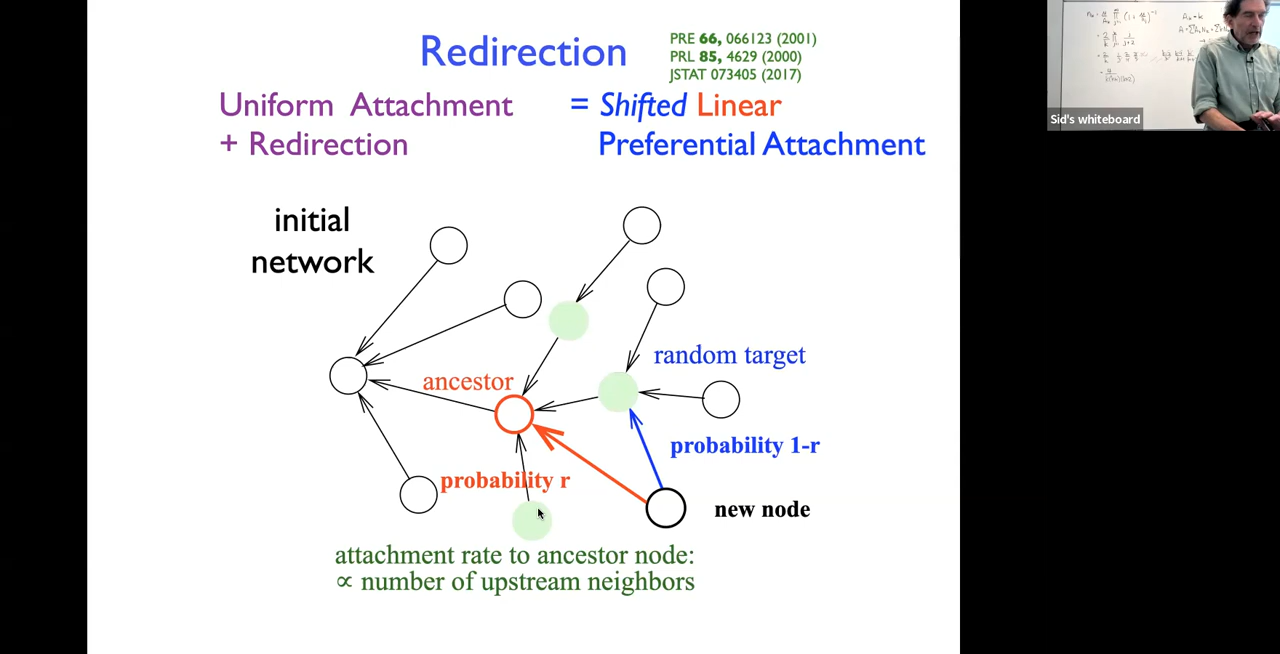 Redirection
PRE 66, 066123 (2001)
PRL 85, 4629 (2000)
JSTAT 073405 (2017)
Uniform Attachment = Shifted Linear
+ Redirection Preferential Attachment
initial
network
random target
ancestor
probability 1-r
probability r
new node
attachment rate to ancestor node:
∝ number of upstream neighbors
Sid's whiteboard